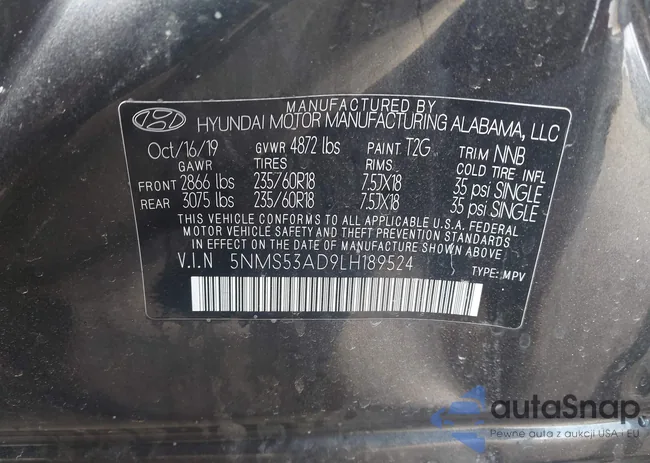 MANUFACTURED BY
HYUNDAI MOTOR MANUFACTURING ALABAMA, LLC
Oct/16/19 GVWR 4872 lbs PAINT T2G TRIM NNB
GAWR TIRES RIMS COLD TIRE INFL
FRONT 2866 lbs 235/60R18 7.5JX18 35 psi SINGLE
REAR 3075 lbs 235/60R18 7.5JX18 35 psi SINGLE
THIS VEHICLE CONFORMS TO ALL APPLICABLE U.S.A. FEDERAL
MOTOR VEHICLE SAFETY AND THEFT PREVENTION STANDARDS
IN EFFECT ON THE DATE OF MANUFACTURE SHOWN ABOVE
V.I.N 5NMS53AD9LH189524 TYPE: MPV
autoSnap
Pewne auta z aukcji USA i EU